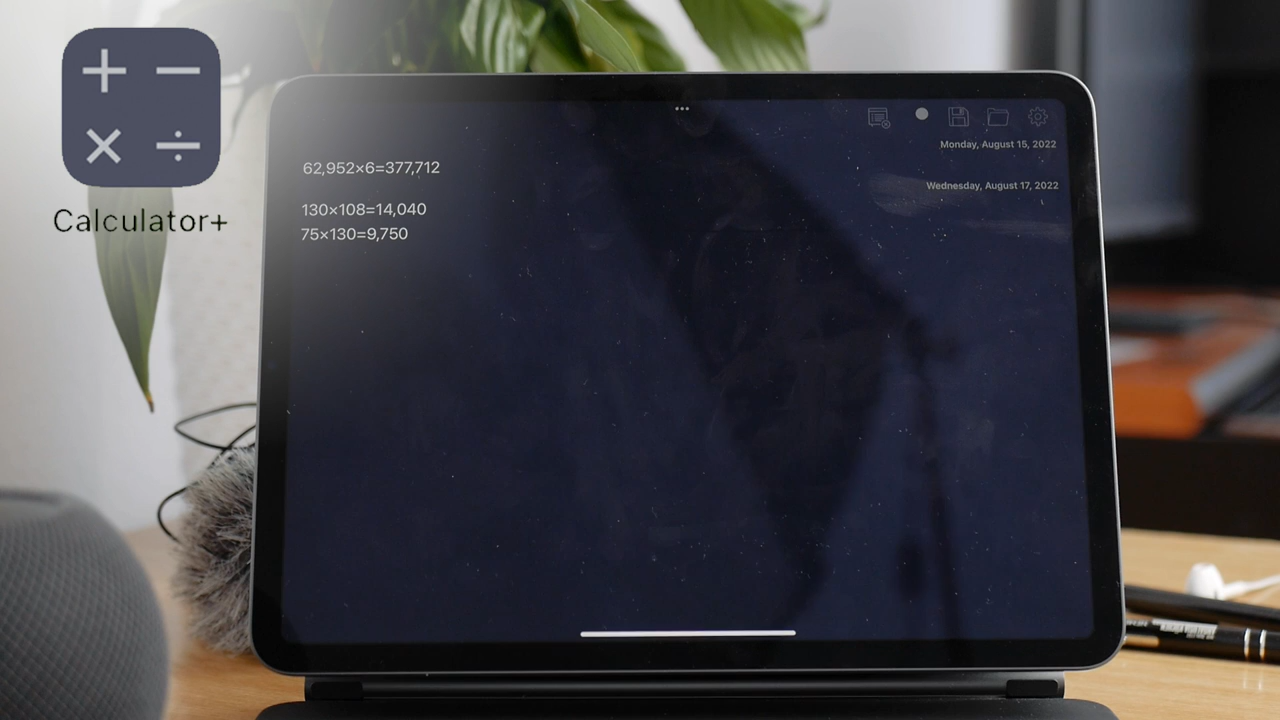 Calculator+
Monday, August 15, 2022
62,952×6=377,712
Wednesday, August 17, 2022
130×108=14,040
75×130=9,750